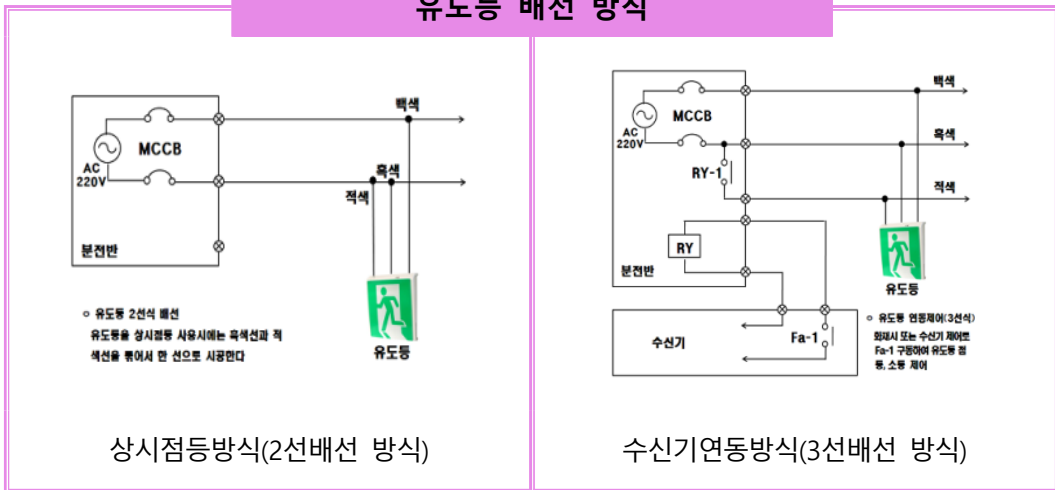 유도등 배선 방식
백색
MCCB
AC
220V
흑색
적색
분전반
o 유도등 2선식 배선
유도등을 상시점등 사용시에는 흑색선과 적
색선을 묶어서 한 선으로 시공한다
유도등
상시점등방식(2선배선 방식)
백색
MCCB
AC
220V
흑색
RY-1
적색
RY
분전반
유도등
수신기
Fa-1
o 유도등 연동제어(3선식)
화재시 또는 수신기 제어로
Fa-1 구동하여 유도등 점
등, 소등 제어
수신기연동방식(3선배선 방식)